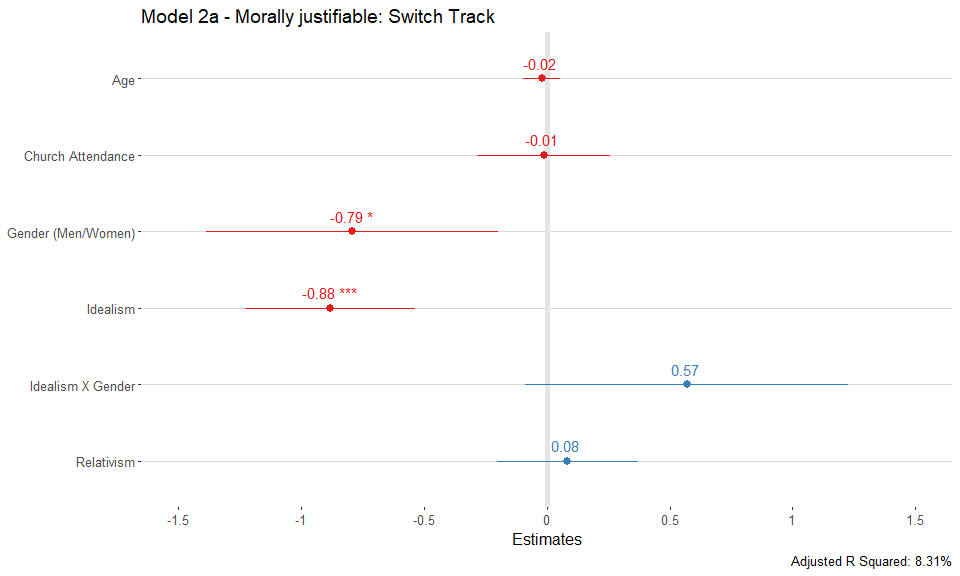 Model 2a - Morally justifiable: Switch Track
Age
-0.02
Church Attendance
-0.01
Gender (Men/Women)
-0.79 *
Idealism
-0.88 ***
Idealism X Gender
0.57
Relativism
0.08
-1.5 -1 -0.5 0 0.5 1 1.5
Estimates
Adjusted R Squared: 8.31%